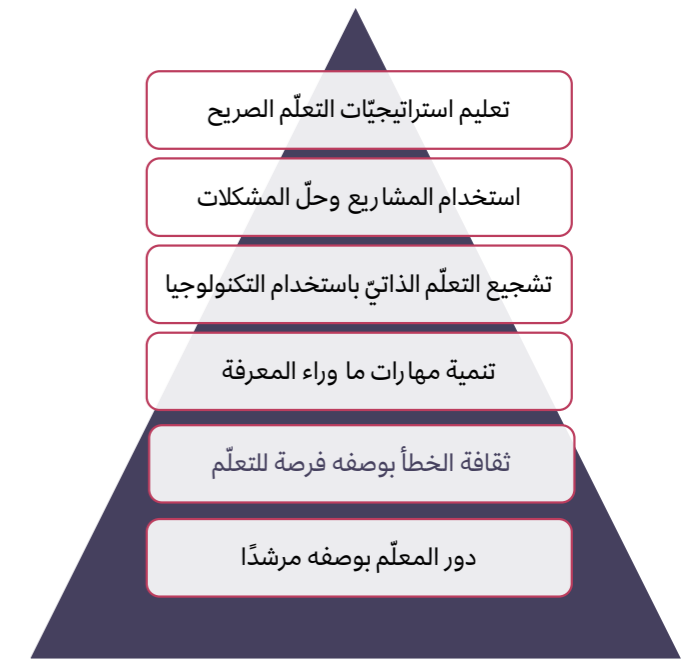 تعليم استراتيجيّات التعلّم الصريح
استخدام المشاريع وحلّ المشكلات
تشجيع التعلّم الذاتيّ باستخدام التكنولوجيا
تنمية مهارات ما وراء المعرفة
ثقافة الخطأ بوصفه فرصة للتعلّم
دور المعلّم بوصفه مرشدًا